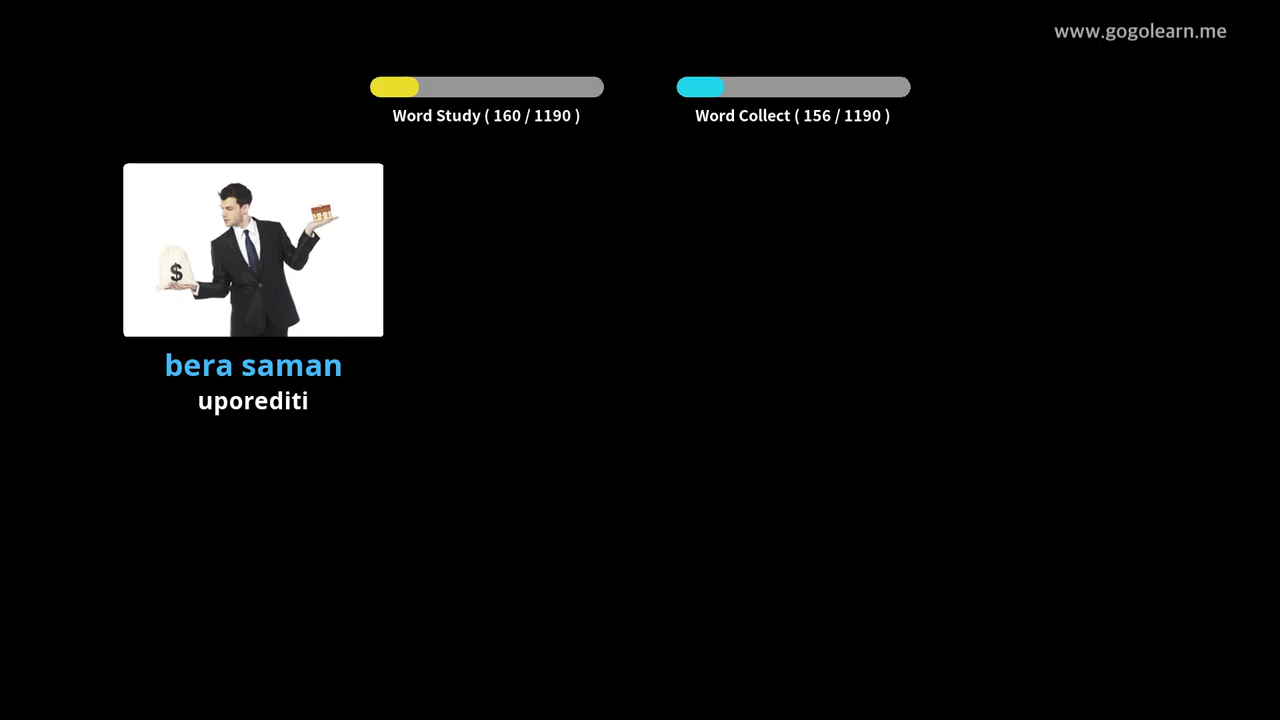 www.gogolearn.me
Word Study ( 160 / 1190 )
Word Collect ( 156 / 1190 )
$
bera saman
uporediti